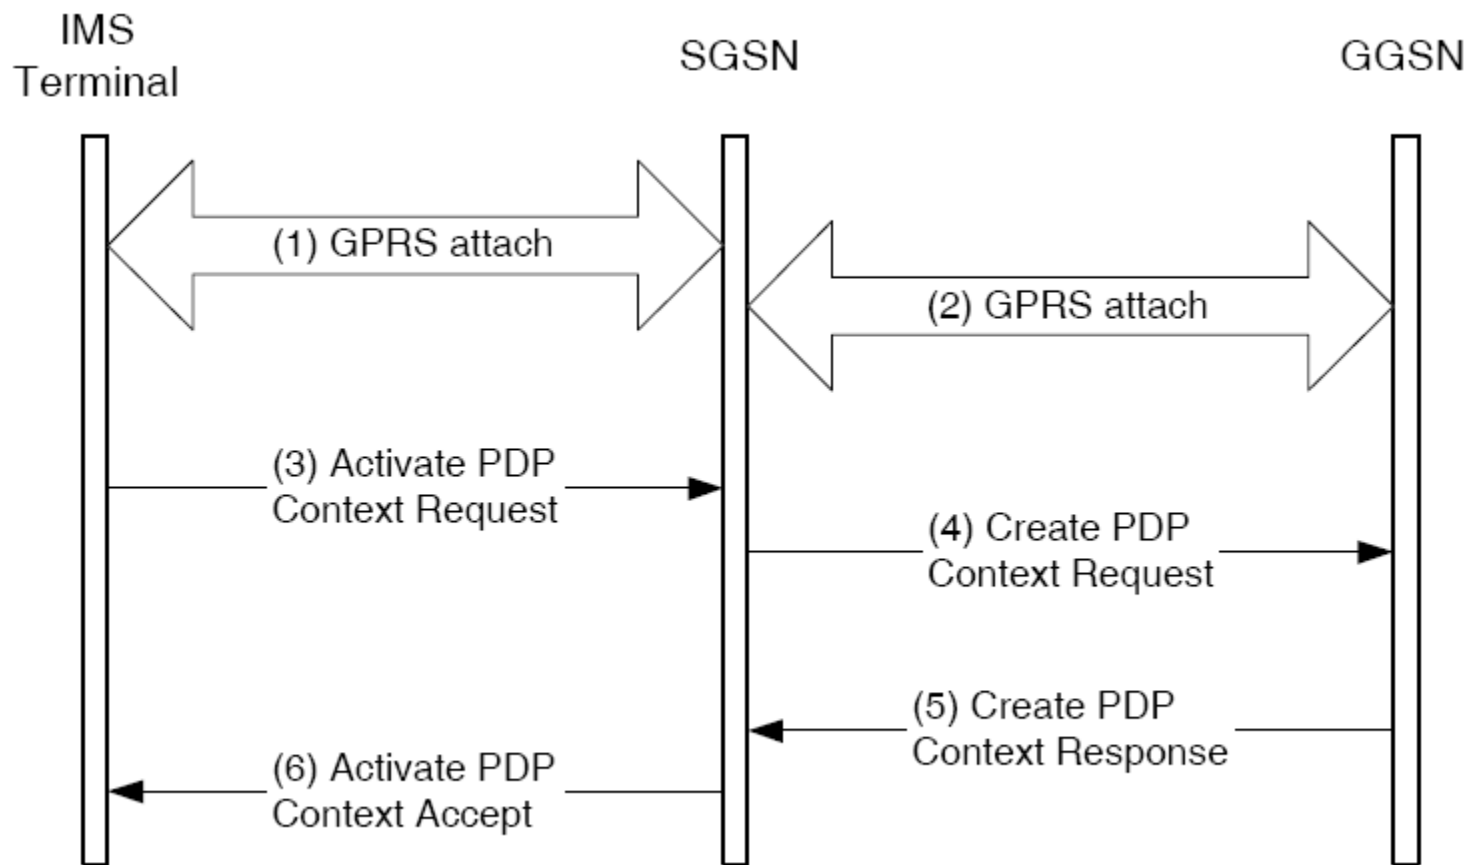 IMS
Terminal
SGSN
GGSN
(1) GPRS attach
(2) GPRS attach
(3) Activate PDP
Context Request
(4) Create PDP
Context Request
(5) Create PDP
Context Response
(6) Activate PDP
Context Accept